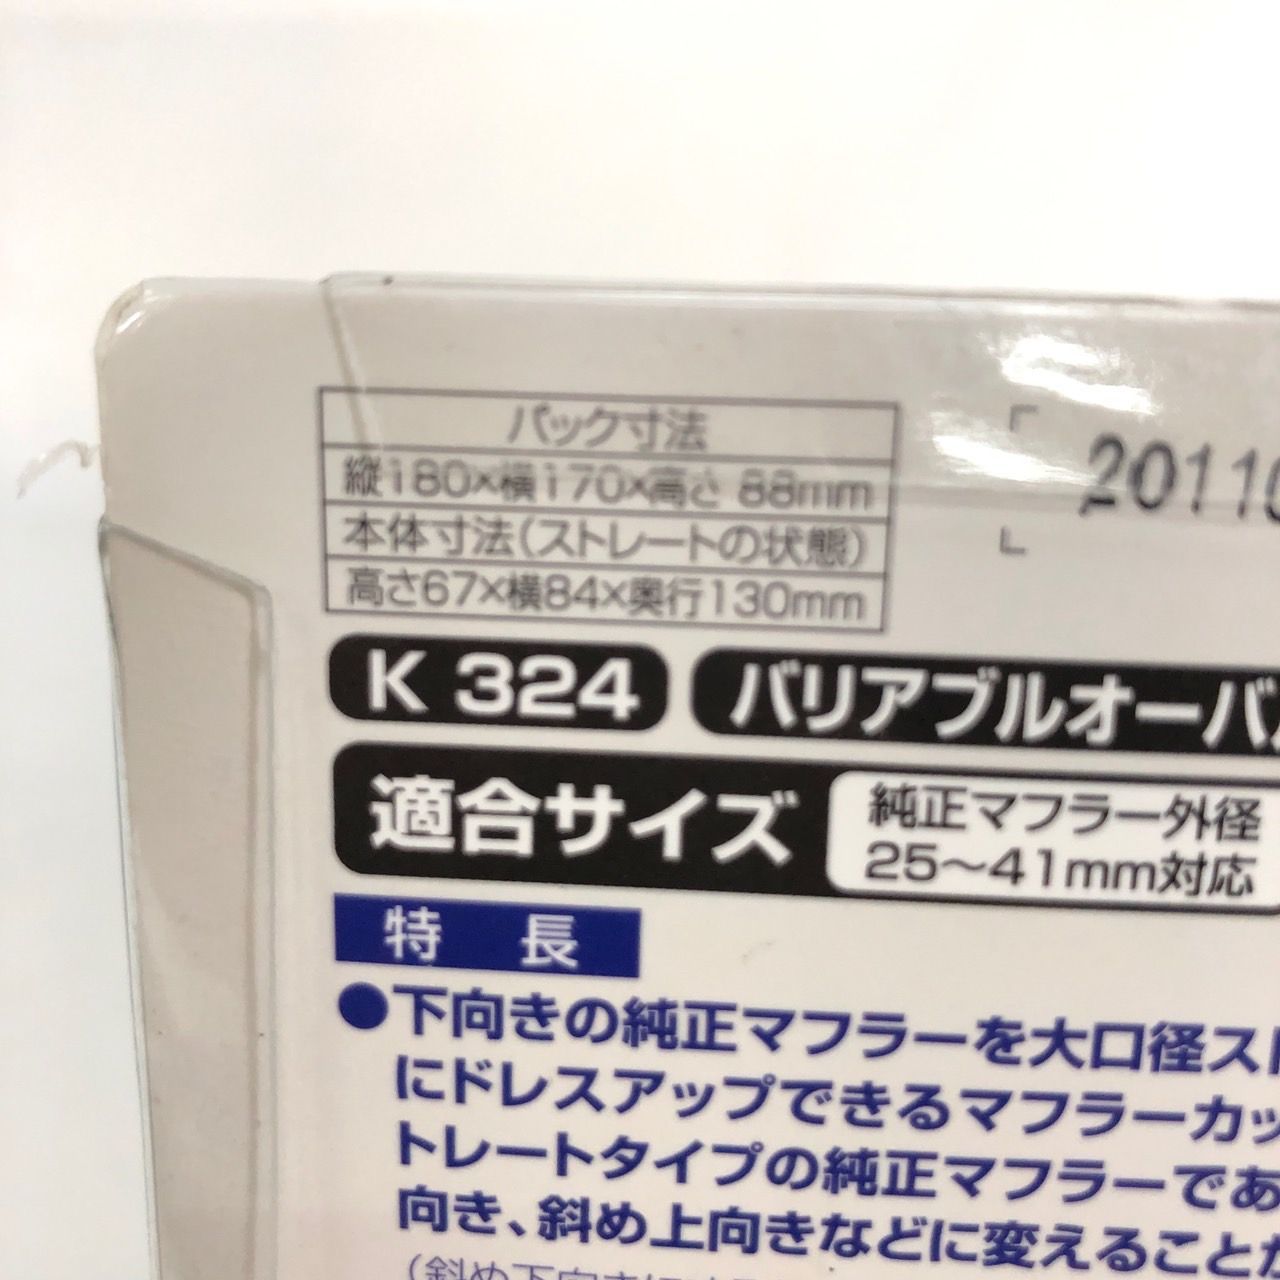 パック寸法
縦180×横170×高さ 88mm
本体寸法(ストレートの状態)
高さ67×横84×奥行130mm
20110
K 324
バリアブルオーバ
適合サイズ
純正マフラー外径
25～41mm対応
特 長
●下向きの純正マフラーを大口径スト
にドレスアップできるマフラーカッ
トレートタイプの純正マフラーであ
向き、斜め上向きなどに変えることが